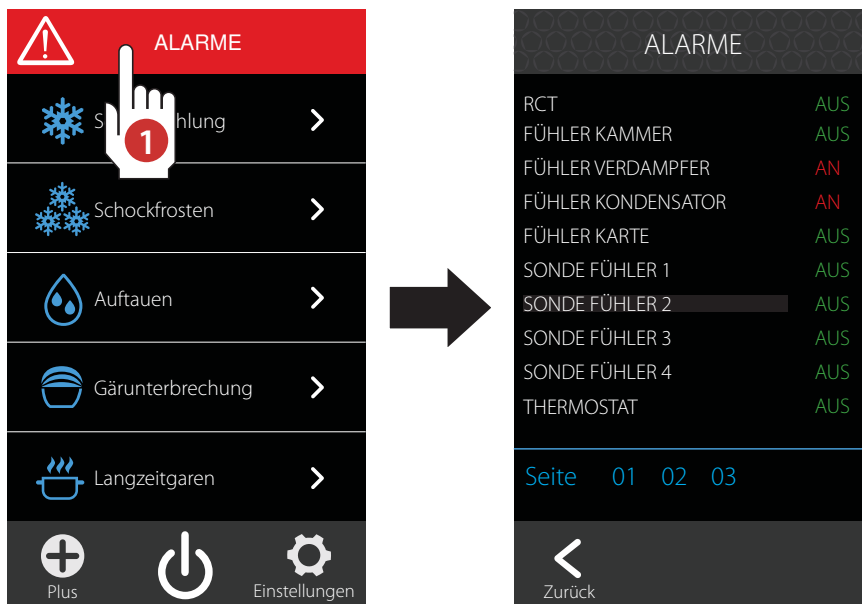 ALARME
1
Schockfrosten
Auftauen
Gärunterbrechung
Langzeitgaren
Plus
Einstellungen
ALARME
RCT AUS
FÜHLER KAMMER AUS
FÜHLER VERDAMPFER AN
FÜHLER KONDENSATOR AN
FÜHLER KARTE AUS
SONDE FÜHLER 1 AUS
SONDE FÜHLER 2 AUS
SONDE FÜHLER 3 AUS
SONDE FÜHLER 4 AUS
THERMOSTAT AUS
Seite 01 02 03
Zurück